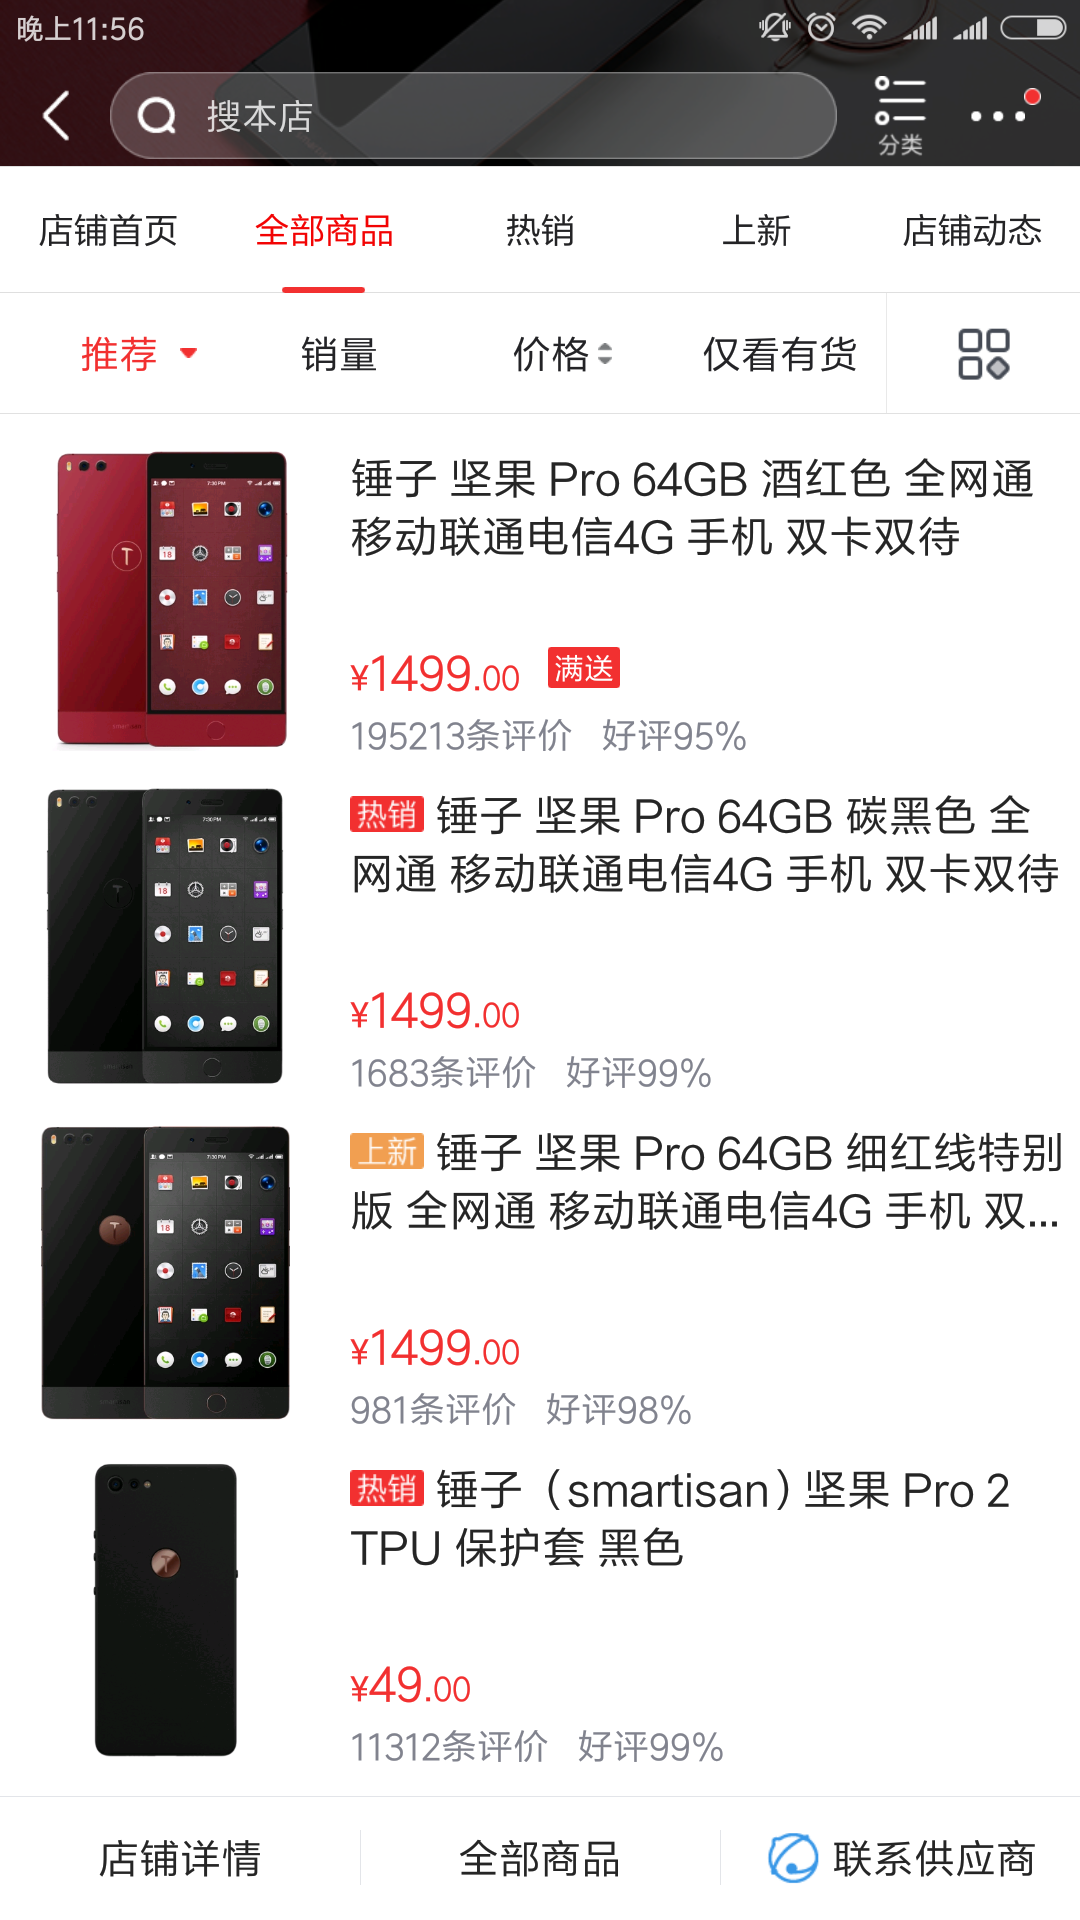 晚上11:56
搜本店
分类
店铺首页 全部商品 热销 上新 店铺动态
推荐 销量 价格 仅看有货
锤子 坚果 Pro 64GB 酒红色 全网通
移动联通电信4G 手机 双卡双待
¥1499.00 满送
195213条评价 好评95%
热销 锤子 坚果 Pro 64GB 碳黑色 全
网通 移动联通电信4G 手机 双卡双待
¥1499.00
1683条评价 好评99%
上新 锤子 坚果 Pro 64GB 细红线特别
版 全网通 移动联通电信4G 手机 双...
¥1499.00
981条评价 好评98%
热销 锤子（smartisan）坚果 Pro 2
TPU 保护套 黑色
¥49.00
11312条评价 好评99%
店铺详情 全部商品 联系供应商